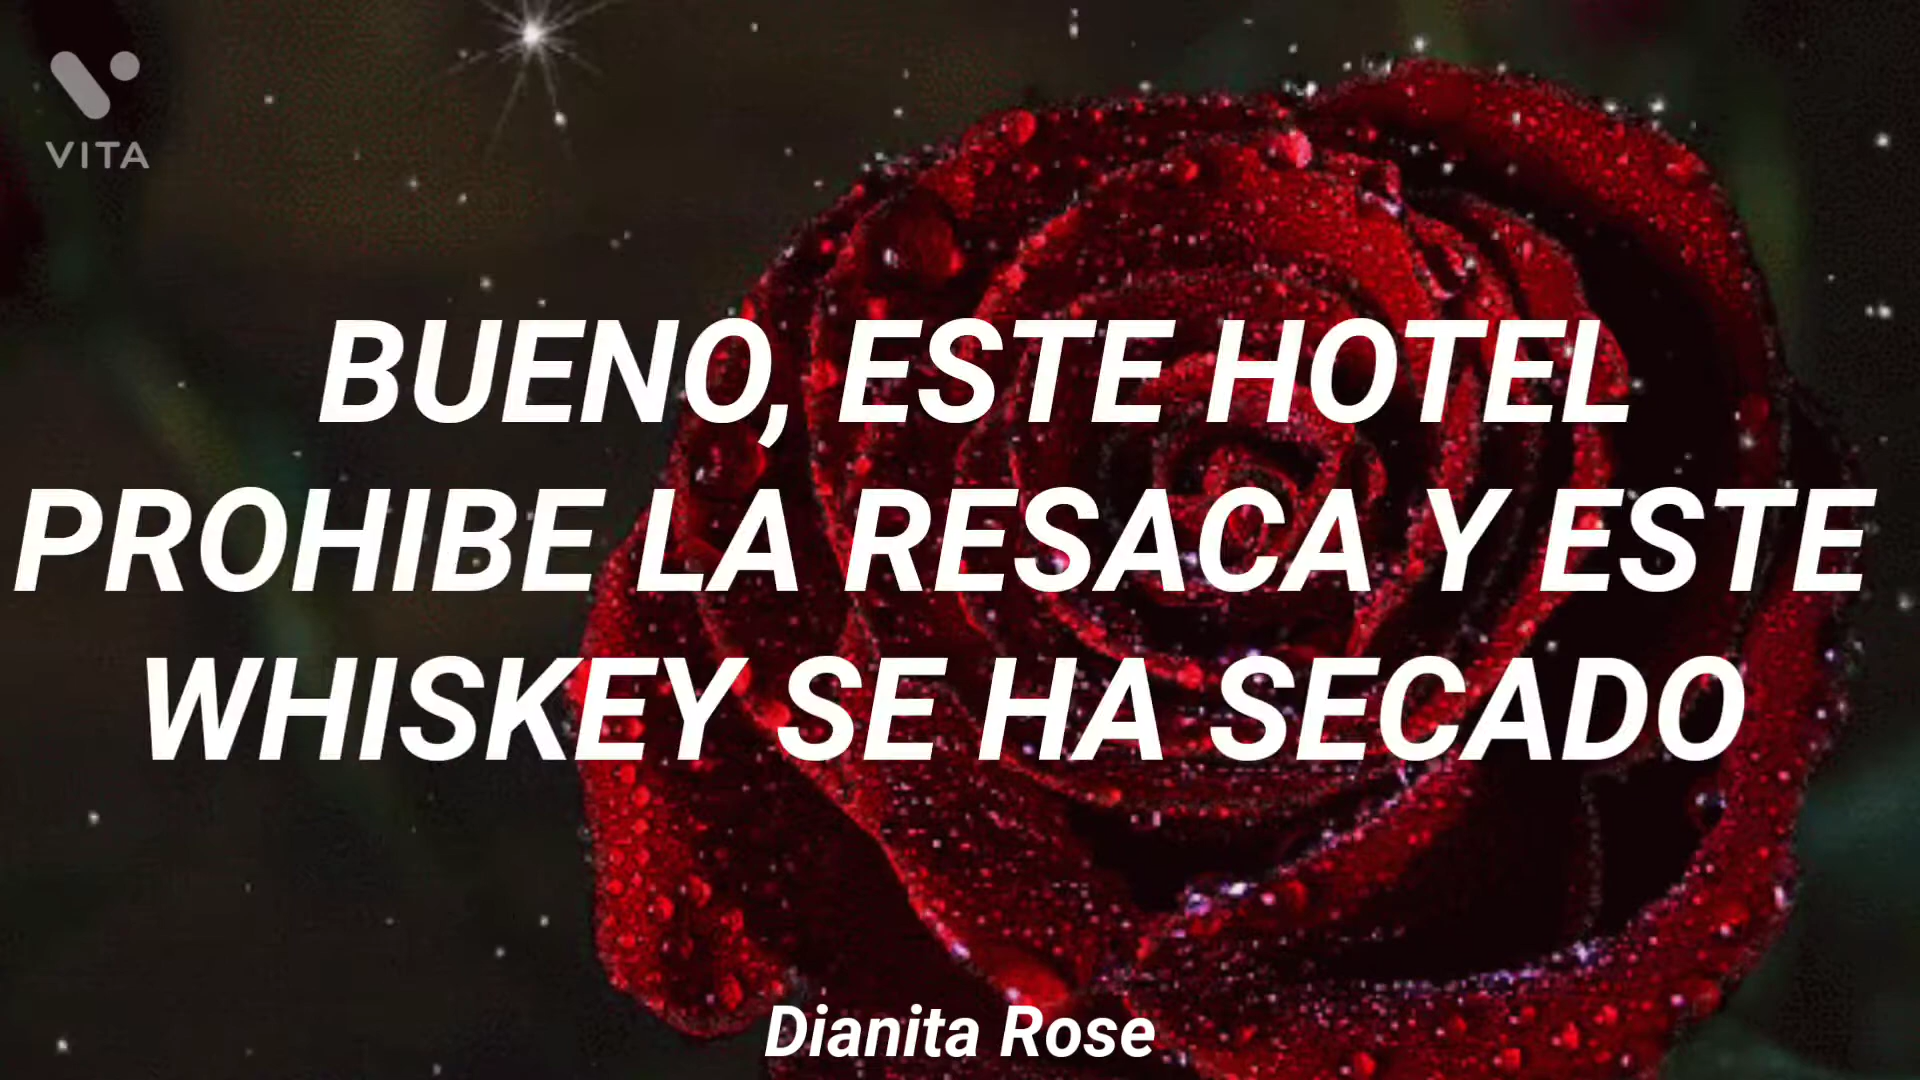 VITA
BUENO, ESTE HOTEL
PROHIBE LA RESACA Y ESTE
WHISKEY SE HA SECADO
Dianita Rose